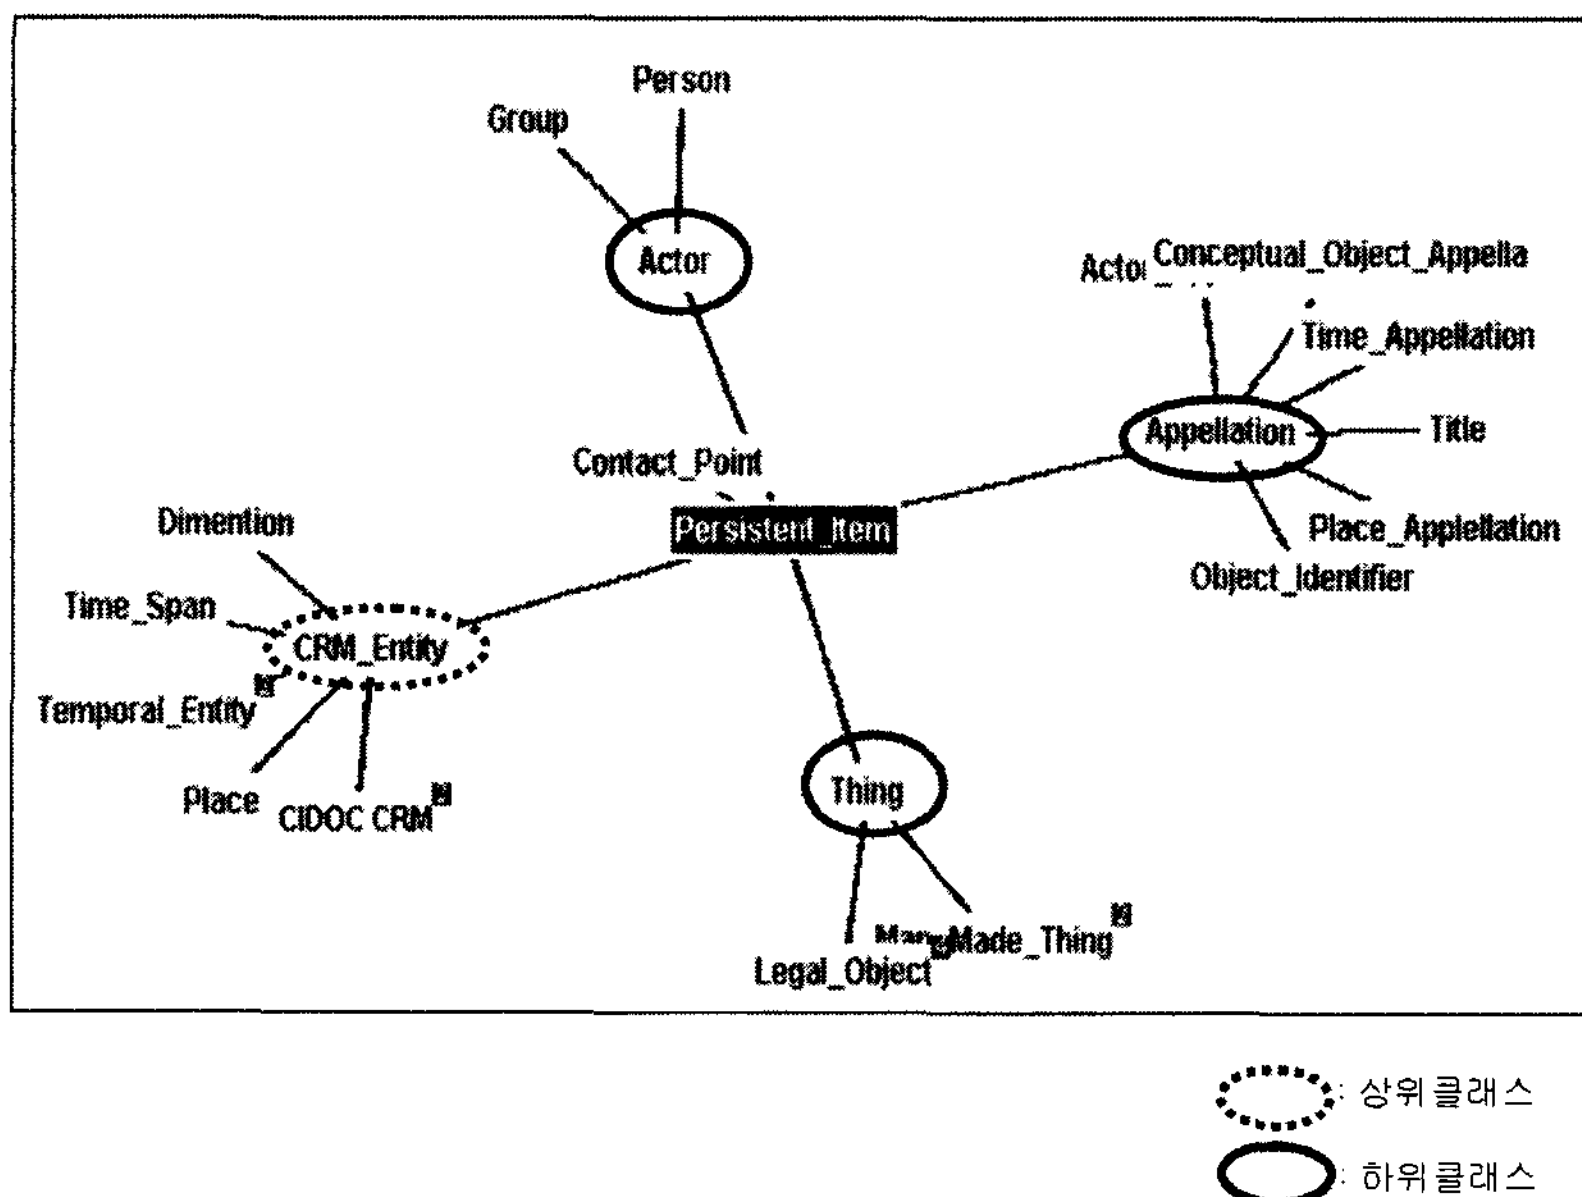 Person
Group
Actor
Conceptual_Object_Appella
Time_Appellation
Appellation
Title
Contact_Point
Persistent_Item
Place_Applellation
Object_Identifier
Dimention
Time_Span
CRM_Entity
Temporal_Entity
Place
CIDOC CRM
Thing
Made_Thing
Legal_Object
: 상위클래스
: 하위클래스